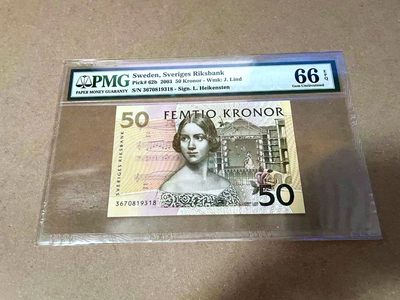 PMG
PAPER MONEY GUARANTY
Sweden, Sveriges Riksbank
Pick# 62b 2003 50 Kronor - Wmk: J. Lind
S/N 3670819318 - Sign. L. Heikensten
66 EPQ
Gem Uncirculated
50 FEMTIO KRONOR
SVERIGES RIKSBANK
3670819318
50